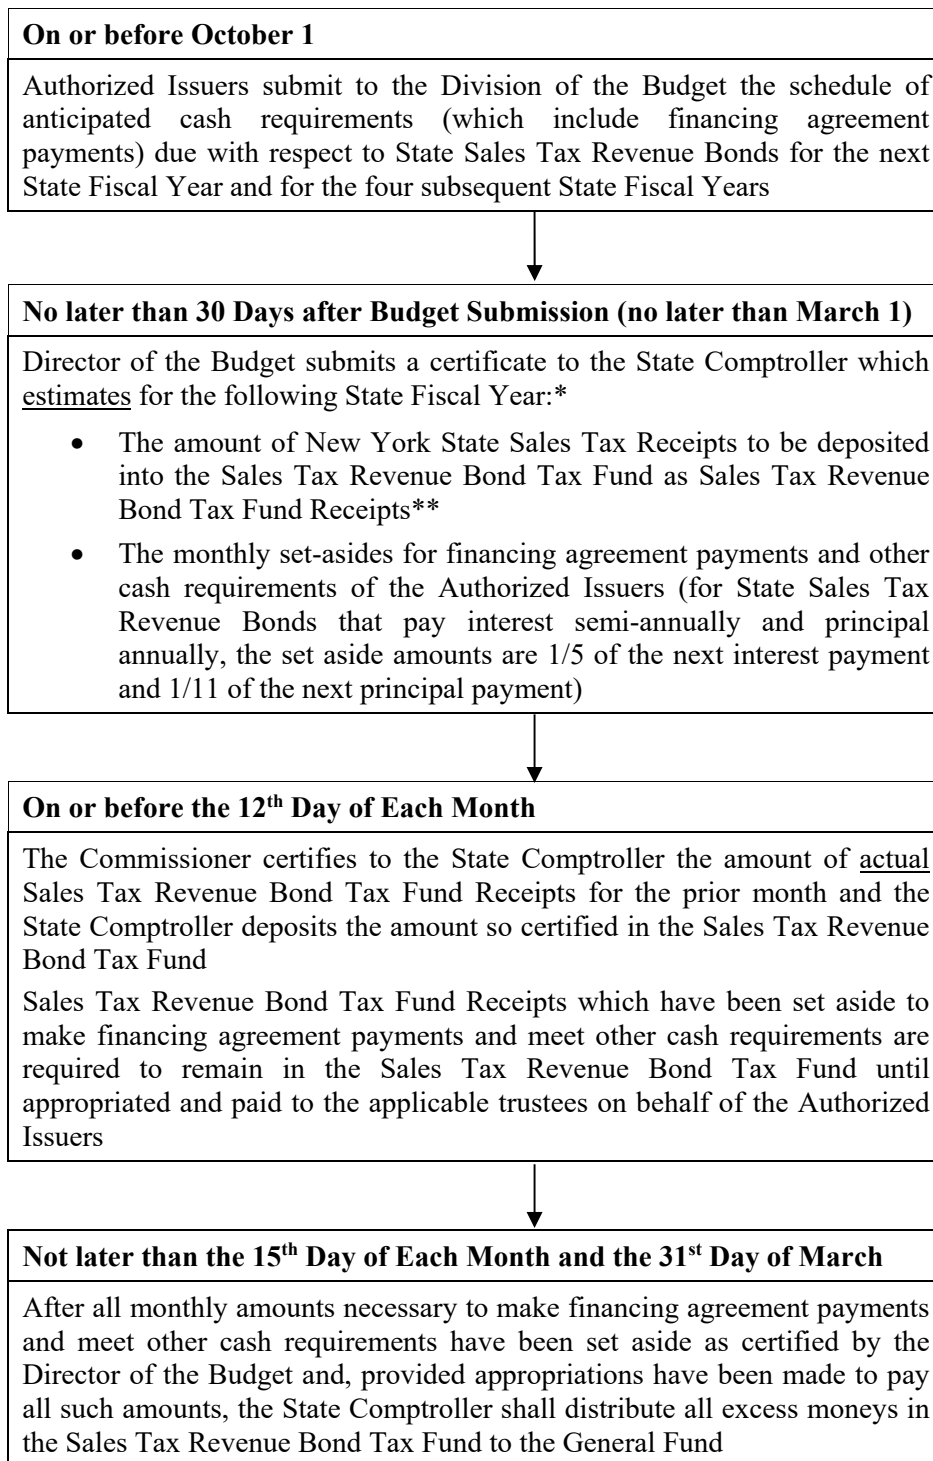 On or before October 1
Authorized Issuers submit to the Division of the Budget the schedule of
anticipated cash requirements (which include financing agreement
payments) due with respect to State Sales Tax Revenue Bonds for the next
State Fiscal Year and for the four subsequent State Fiscal Years
No later than 30 Days after Budget Submission (no later than March 1)
Director of the Budget submits a certificate to the State Comptroller which
estimates for the following State Fiscal Year:*
• The amount of New York State Sales Tax Receipts to be deposited
into the Sales Tax Revenue Bond Tax Fund as Sales Tax Revenue
Bond Tax Fund Receipts**
• The monthly set-asides for financing agreement payments and other
cash requirements of the Authorized Issuers (for State Sales Tax
Revenue Bonds that pay interest semi-annually and principal
annually, the set aside amounts are 1/5 of the next interest payment
and 1/11 of the next principal payment)
On or before the 12th Day of Each Month
The Commissioner certifies to the State Comptroller the amount of actual
Sales Tax Revenue Bond Tax Fund Receipts for the prior month and the
State Comptroller deposits the amount so certified in the Sales Tax Revenue
Bond Tax Fund
Sales Tax Revenue Bond Tax Fund Receipts which have been set aside to
make financing agreement payments and meet other cash requirements are
required to remain in the Sales Tax Revenue Bond Tax Fund until
appropriated and paid to the applicable trustees on behalf of the Authorized
Issuers
Not later than the 15th Day of Each Month and the 31st Day of March
After all monthly amounts necessary to make financing agreement payments
and meet other cash requirements have been set aside as certified by the
Director of the Budget and, provided appropriations have been made to pay
all such amounts, the State Comptroller shall distribute all excess moneys in
the Sales Tax Revenue Bond Tax Fund to the General Fund